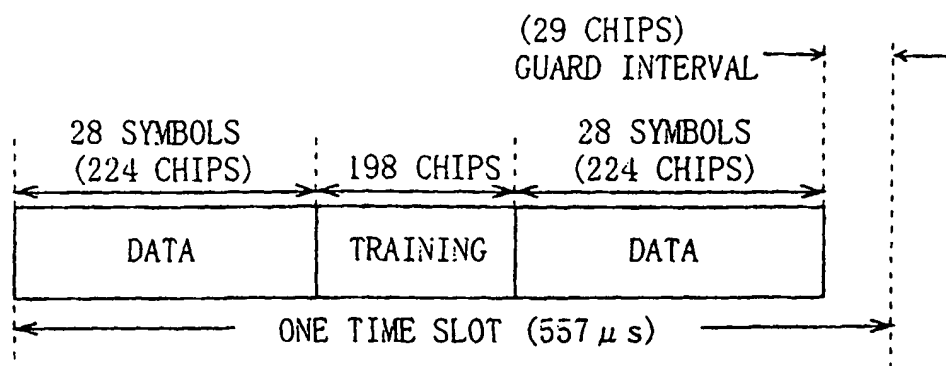 (29 CHIPS)
GUARD INTERVAL
28 SYMBOLS
(224 CHIPS)
198 CHIPS
28 SYMBOLS
(224 CHIPS)
DATA
TRAINING
DATA
ONE TIME SLOT (557 μs)